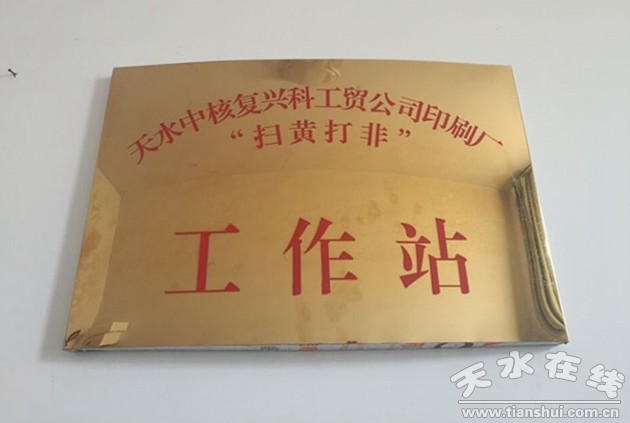 天水中核复兴科工贸公司印刷厂
“扫黄打非”
工作站
天水在线
www.tianshui.com.cn